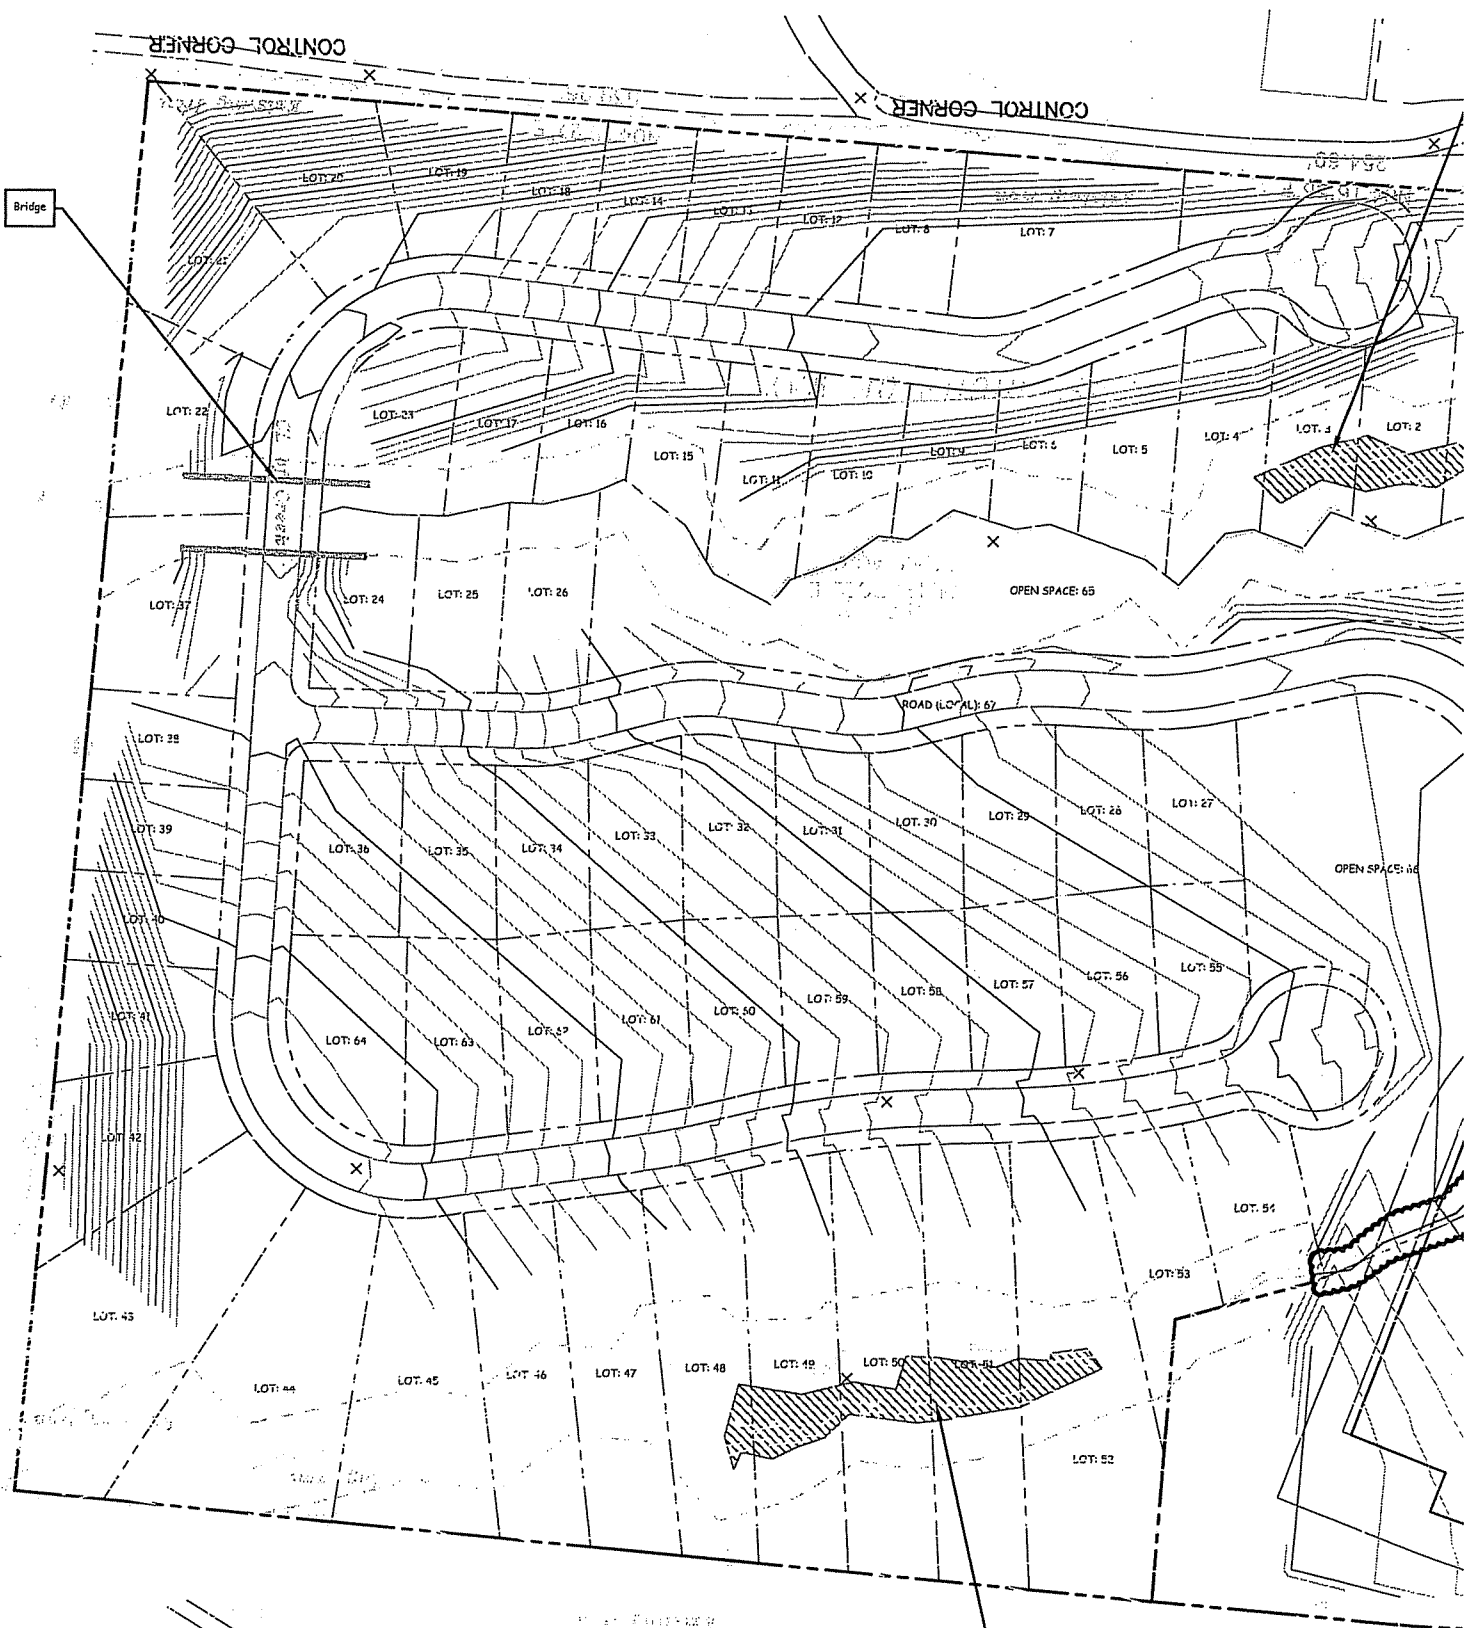 CONTROL CORNER
CONTROL CORNER
LOT: 20
LOT: 19
LOT: 18
LOT: 14
LOT: 13
LOT: 12
LOT: 8
LOT: 7
Bridge
LOT: 21
LOT: 22
LOT: 23
LOT: 17
LOT: 16
LOT: 15
LOT: 11
LOT: 10
LOT: 9
LOT: 6
LOT: 5
LOT: 4
LOT: 3
LOT: 2
LOT: 37
LOT: 24
LOT: 25
LOT: 26
OPEN SPACE: 65
ROAD (LOCAL): 67
LOT: 38
LOT: 39
LOT: 36
LOT: 35
LOT: 34
LOT: 33
LOT: 32
LOT: 31
LOT: 30
LOT: 29
LOT: 28
LOT: 27
OPEN SPACE: 66
LOT: 40
LOT: 41
LOT: 64
LOT: 63
LOT: 62
LOT: 61
LOT: 60
LOT: 59
LOT: 58
LOT: 57
LOT: 56
LOT: 55
LOT: 42
LOT: 54
LOT: 53
LOT: 43
LOT: 44
LOT: 45
LOT: 46
LOT: 47
LOT: 48
LOT: 49
LOT: 50
LOT: 51
LOT: 52